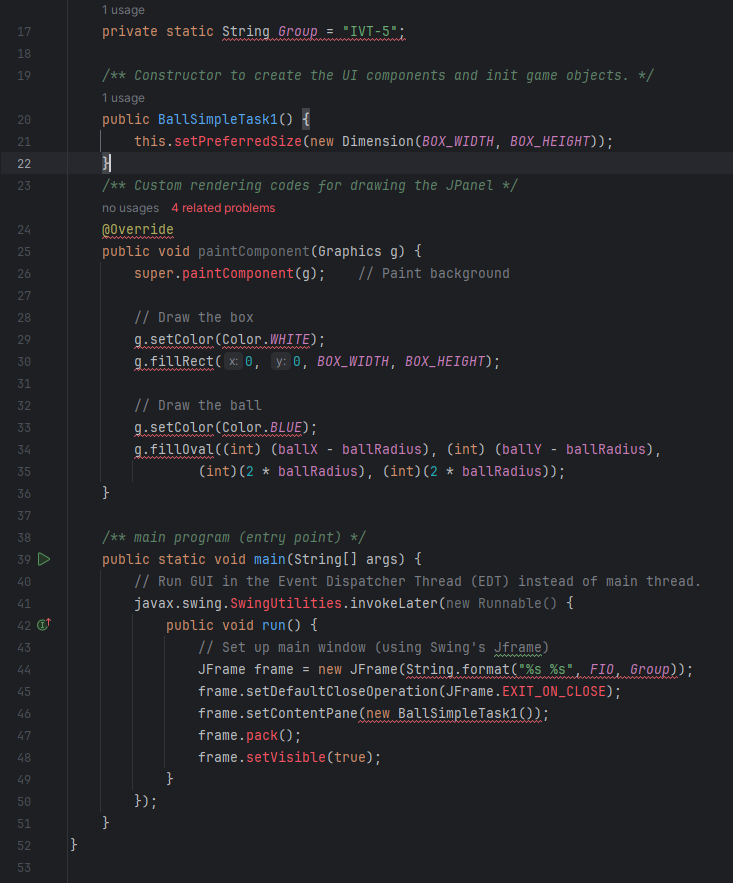 1 usage
17 private static String Group = "IVT-5";
18
19 /** Constructor to create the UI components and init game objects. */
1 usage
20 public BallSimpleTask1() {
21 this.setPreferredSize(new Dimension(BOX_WIDTH, BOX_HEIGHT));
22 }
23 /** Custom rendering codes for drawing the JPanel */
no usages 4 related problems
24 @Override
25 public void paintComponent(Graphics g) {
26 super.paintComponent(g); // Paint background
27
28 // Draw the box
29 g.setColor(Color.WHITE);
30 g.fillRect( x: 0, y: 0, BOX_WIDTH, BOX_HEIGHT);
31
32 // Draw the ball
33 g.setColor(Color.BLUE);
34 g.fillOval((int) (ballX - ballRadius), (int) (ballY - ballRadius),
35 (int)(2 * ballRadius), (int)(2 * ballRadius));
36 }
37
38 /** main program (entry point) */
39 public static void main(String[] args) {
40 // Run GUI in the Event Dispatcher Thread (EDT) instead of main thread.
41 javax.swing.SwingUtilities.invokeLater(new Runnable() {
42 public void run() {
43 // Set up main window (using Swing's Jframe)
44 JFrame frame = new JFrame(String.format("%s %s", FIO, Group));
45 frame.setDefaultCloseOperation(JFrame.EXIT_ON_CLOSE);
46 frame.setContentPane(new BallSimpleTask1());
47 frame.pack();
48 frame.setVisible(true);
49 }
50 });
51 }
52 }
53